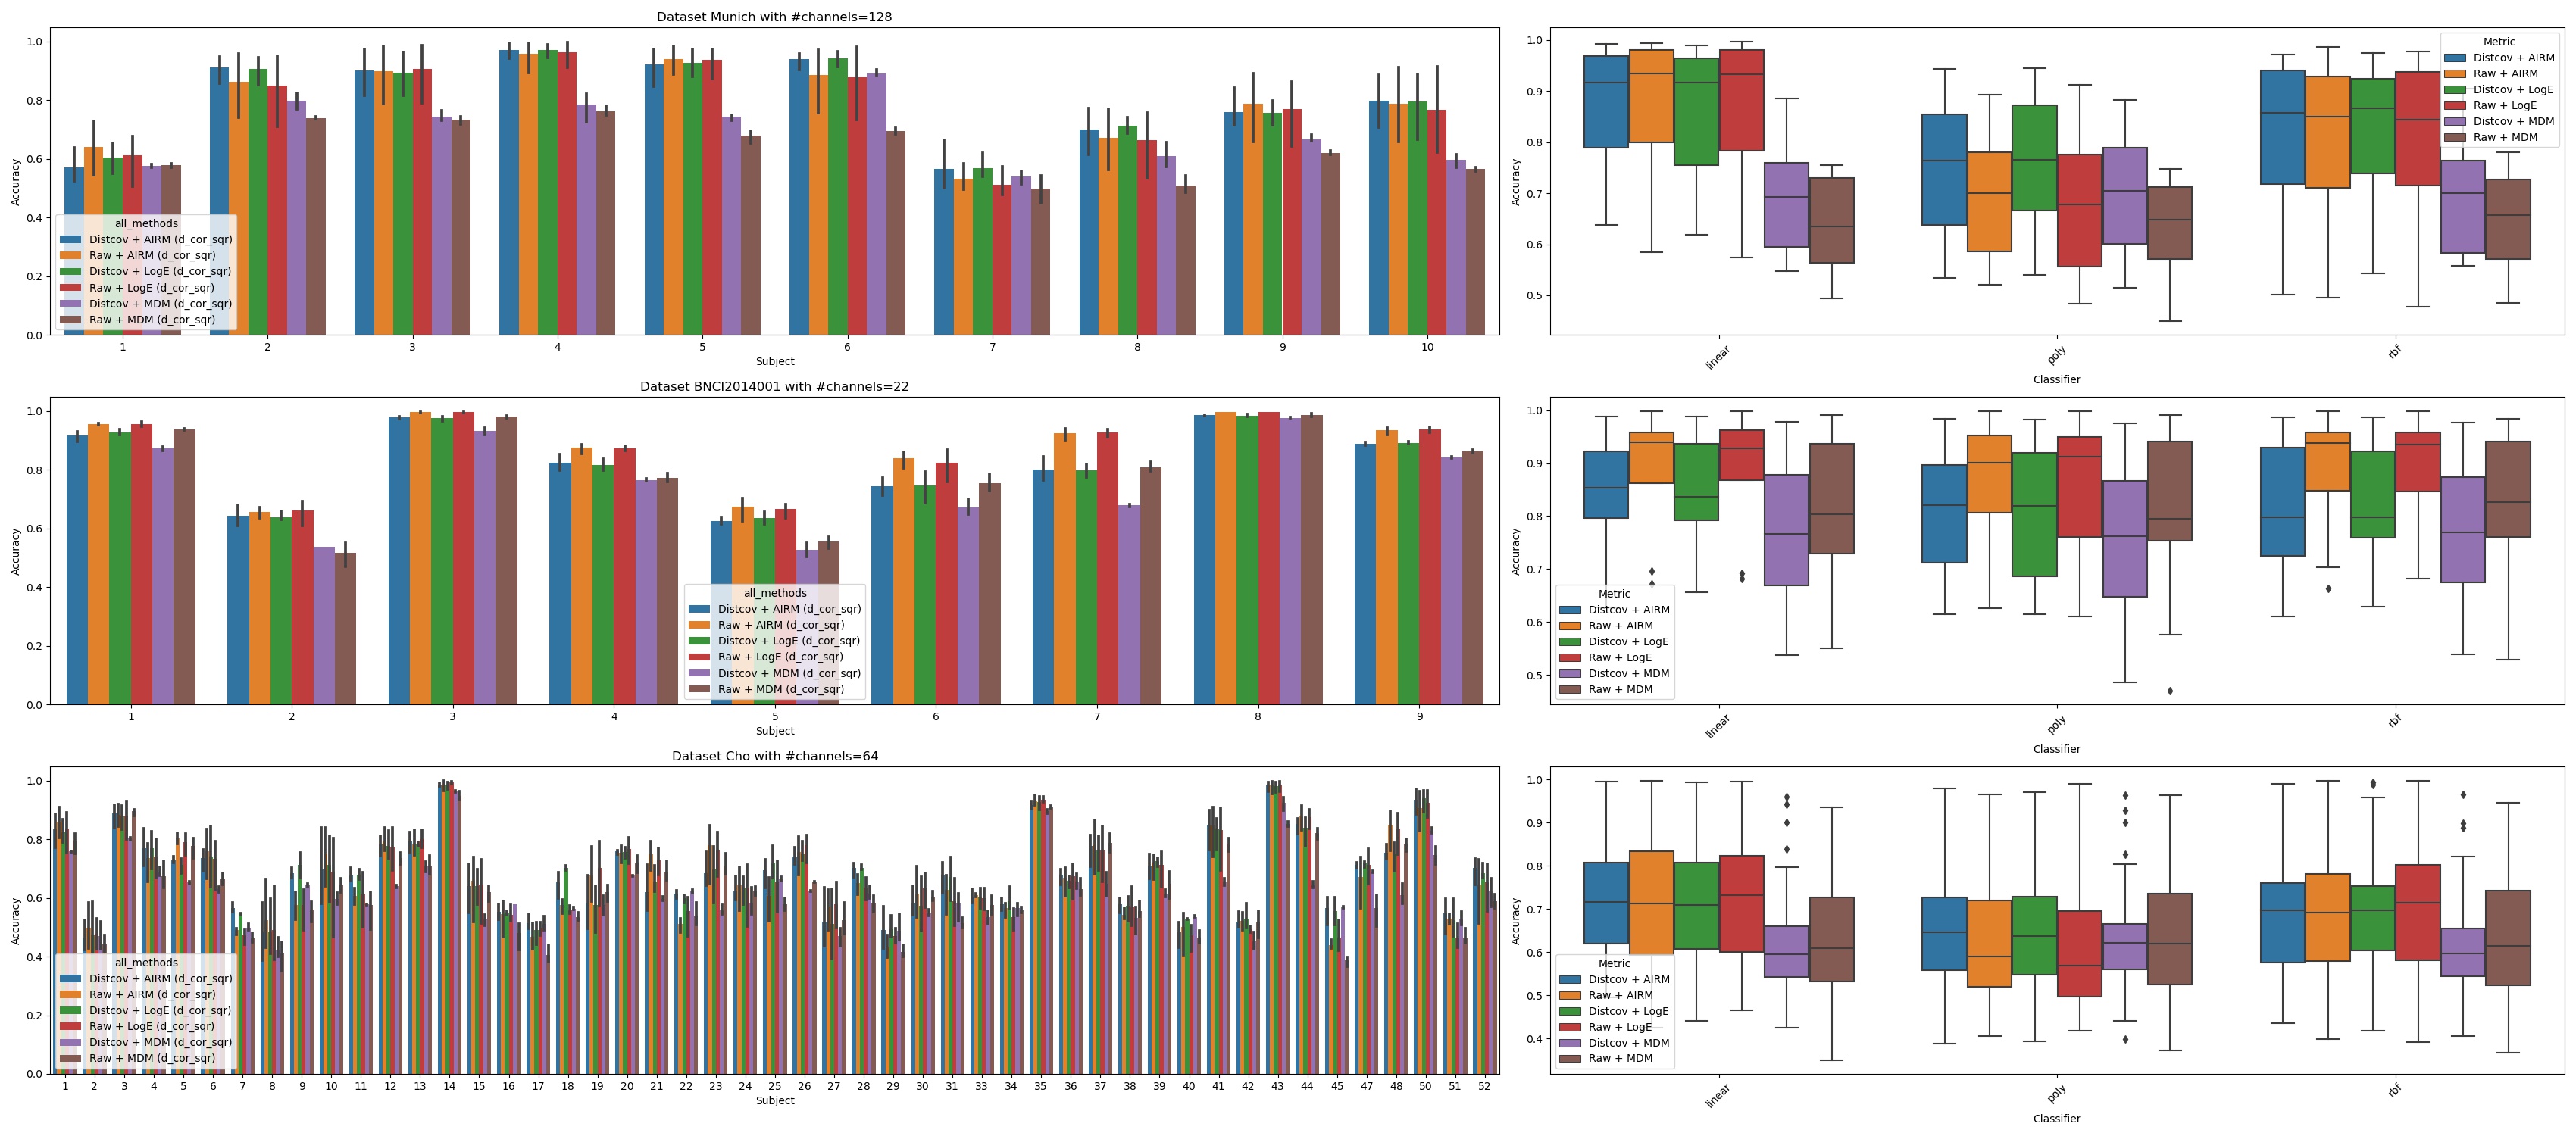 Dataset Munich with #channels=128
Accuracy
1.0
0.8
0.6
0.4
0.2
0.0
all_methods
Distcov + AIRM (d_cor_sqr)
Raw + AIRM (d_cor_sqr)
Distcov + LogE (d_cor_sqr)
Raw + LogE (d_cor_sqr)
Distcov + MDM (d_cor_sqr)
Raw + MDM (d_cor_sqr)
1 2 3 4 5 6 7 8 9 10
Subject
Accuracy
1.0
0.9
0.8
0.7
0.6
0.5
Metric
Distcov + AIRM
Raw + AIRM
Distcov + LogE
Raw + LogE
Distcov + MDM
Raw + MDM
linear poly rbf
Classifier
Dataset BNCI2014001 with #channels=22
Accuracy
1.0
0.8
0.6
0.4
0.2
0.0
all_methods
Distcov + AIRM (d_cor_sqr)
Raw + AIRM (d_cor_sqr)
Distcov + LogE (d_cor_sqr)
Raw + LogE (d_cor_sqr)
Distcov + MDM (d_cor_sqr)
Raw + MDM (d_cor_sqr)
1 2 3 4 5 6 7 8 9
Subject
Accuracy
1.0
0.9
0.8
0.7
0.6
0.5
Metric
Distcov + AIRM
Raw + AIRM
Distcov + LogE
Raw + LogE
Distcov + MDM
Raw + MDM
linear poly rbf
Classifier
Dataset Cho with #channels=64
Accuracy
1.0
0.8
0.6
0.4
0.2
0.0
all_methods
Distcov + AIRM (d_cor_sqr)
Raw + AIRM (d_cor_sqr)
Distcov + LogE (d_cor_sqr)
Raw + LogE (d_cor_sqr)
Distcov + MDM (d_cor_sqr)
Raw + MDM (d_cor_sqr)
1 2 3 4 5 6 7 8 9 10 11 12 13 14 15 16 17 18 19 20 21 22 23 24 25 26 27 28 29 30 31 33 34 35 36 37 38 39 40 41 42 43 44 45 47 48 50 51 52
Subject
Accuracy
1.0
0.9
0.8
0.7
0.6
0.5
0.4
Metric
Distcov + AIRM
Raw + AIRM
Distcov + LogE
Raw + LogE
Distcov + MDM
Raw + MDM
linear poly rbf
Classifier